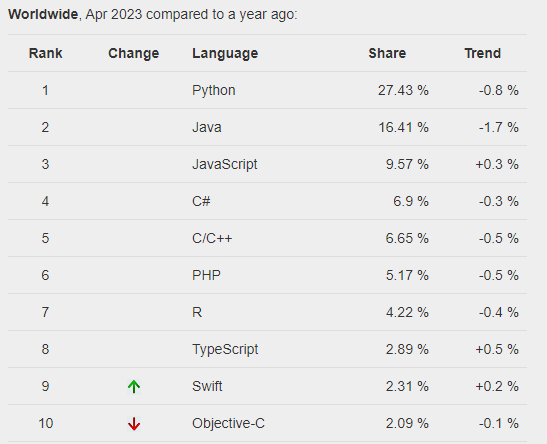 Worldwide, Apr 2023 compared to a year ago:
Rank Change Language Share Trend
1 Python 27.43 % -0.8 %
2 Java 16.41 % -1.7 %
3 JavaScript 9.57 % +0.3 %
4 C# 6.9 % -0.3 %
5 C/C++ 6.65 % -0.5 %
6 PHP 5.17 % -0.5 %
7 R 4.22 % -0.4 %
8 TypeScript 2.89 % +0.5 %
9 Swift 2.31 % +0.2 %
10 Objective-C 2.09 % -0.1 %